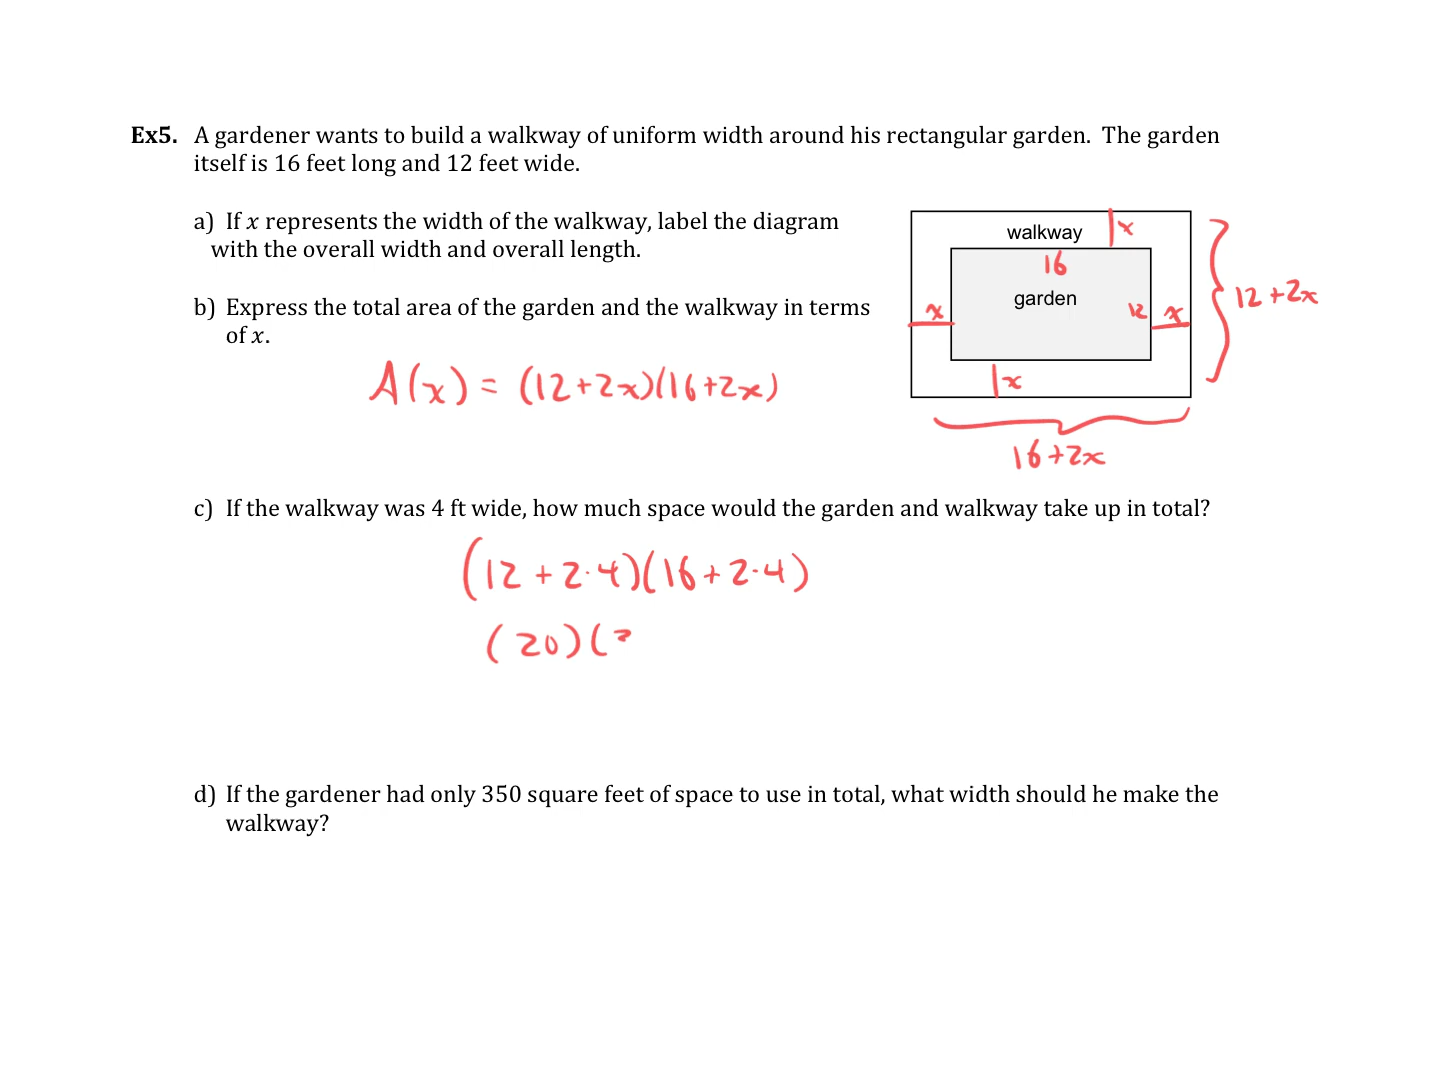 Ex5. A gardener wants to build a walkway of uniform width around his rectangular garden. The garden
itself is 16 feet long and 12 feet wide.
a) If x represents the width of the walkway, label the diagram
with the overall width and overall length.
walkway x
16
garden
x 12 x
12+2x
x
16+2x
b) Express the total area of the garden and the walkway in terms
of x.
A(x) = (12+2x)(16+2x)
c) If the walkway was 4 ft wide, how much space would the garden and walkway take up in total?
(12 + 2·4)(16 + 2·4)
(20)(2
d) If the gardener had only 350 square feet of space to use in total, what width should he make the
walkway?